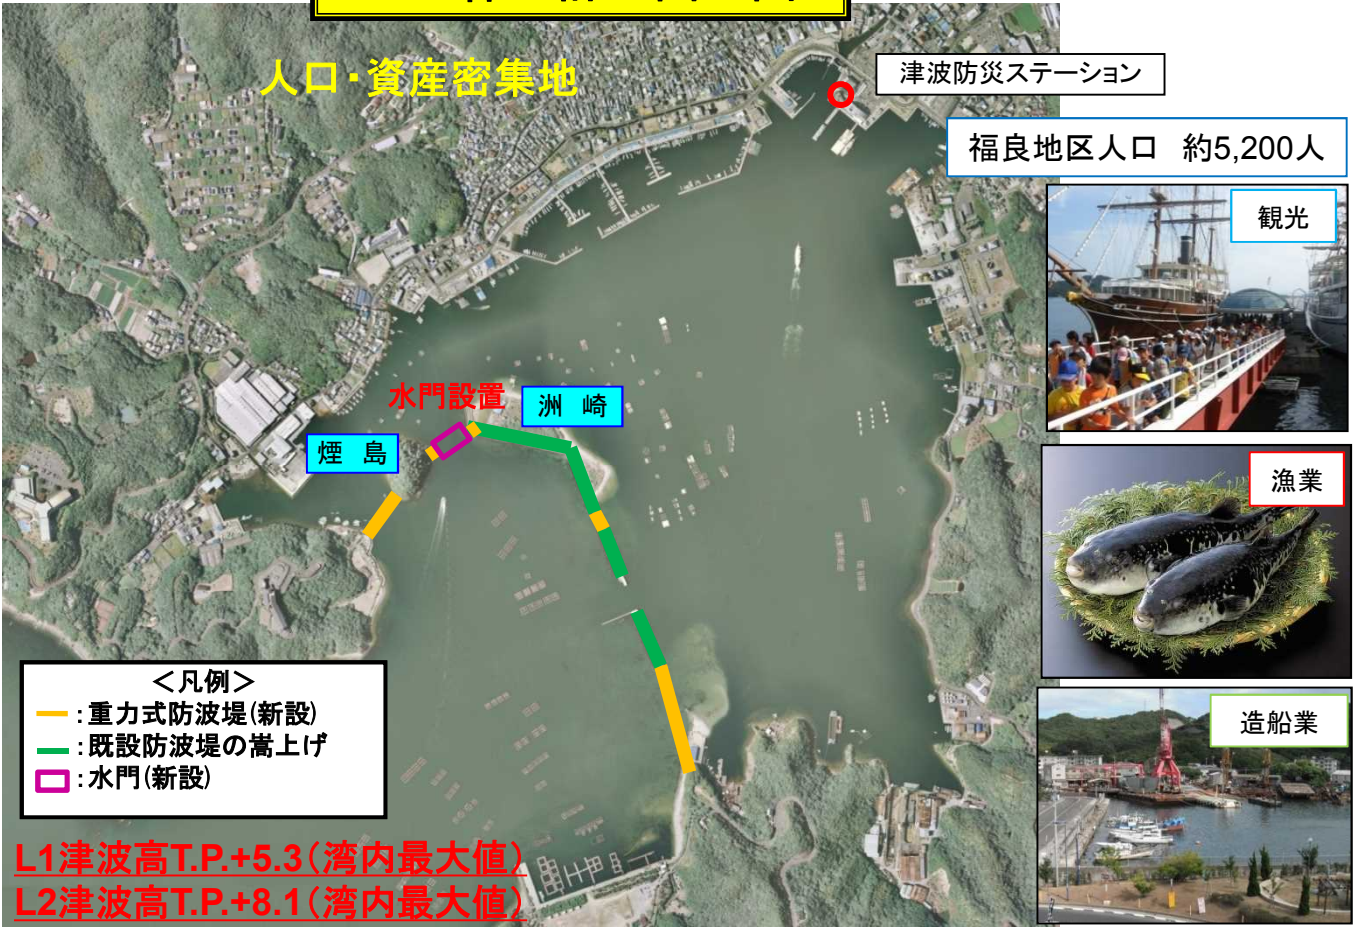 人口・資産密集地
津波防災ステーション
福良地区人口 約5,200人
観光
水門設置
洲 崎
煙 島
漁業
<凡例>
:重力式防波堤(新設)
:既設防波堤の嵩上げ
:水門(新設)
造船業
L1津波高T.P.+5.3(湾内最大値)
L2津波高T.P.+8.1(湾内最大値)